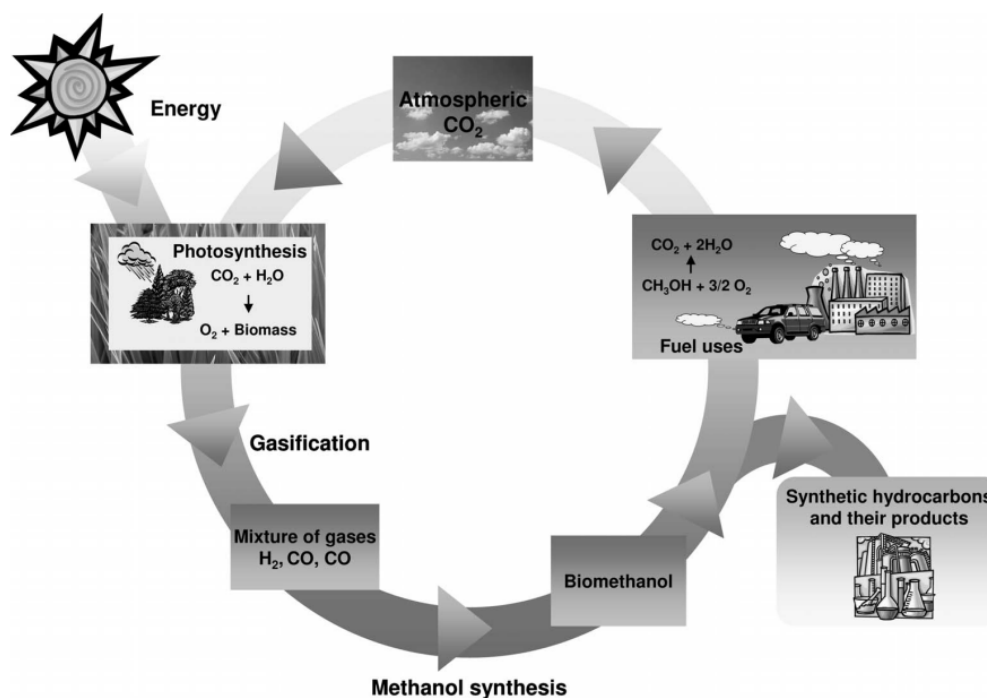 Energy
Atmospheric
CO₂
Photosynthesis
CO₂ + H₂O
O₂ + Biomass
CO₂ + 2H₂O
CH₃OH + 3/2 O₂
Fuel uses
Gasification
Mixture of gases
H₂, CO, CO
Biomethanol
Synthetic hydrocarbons
and their products
Methanol synthesis